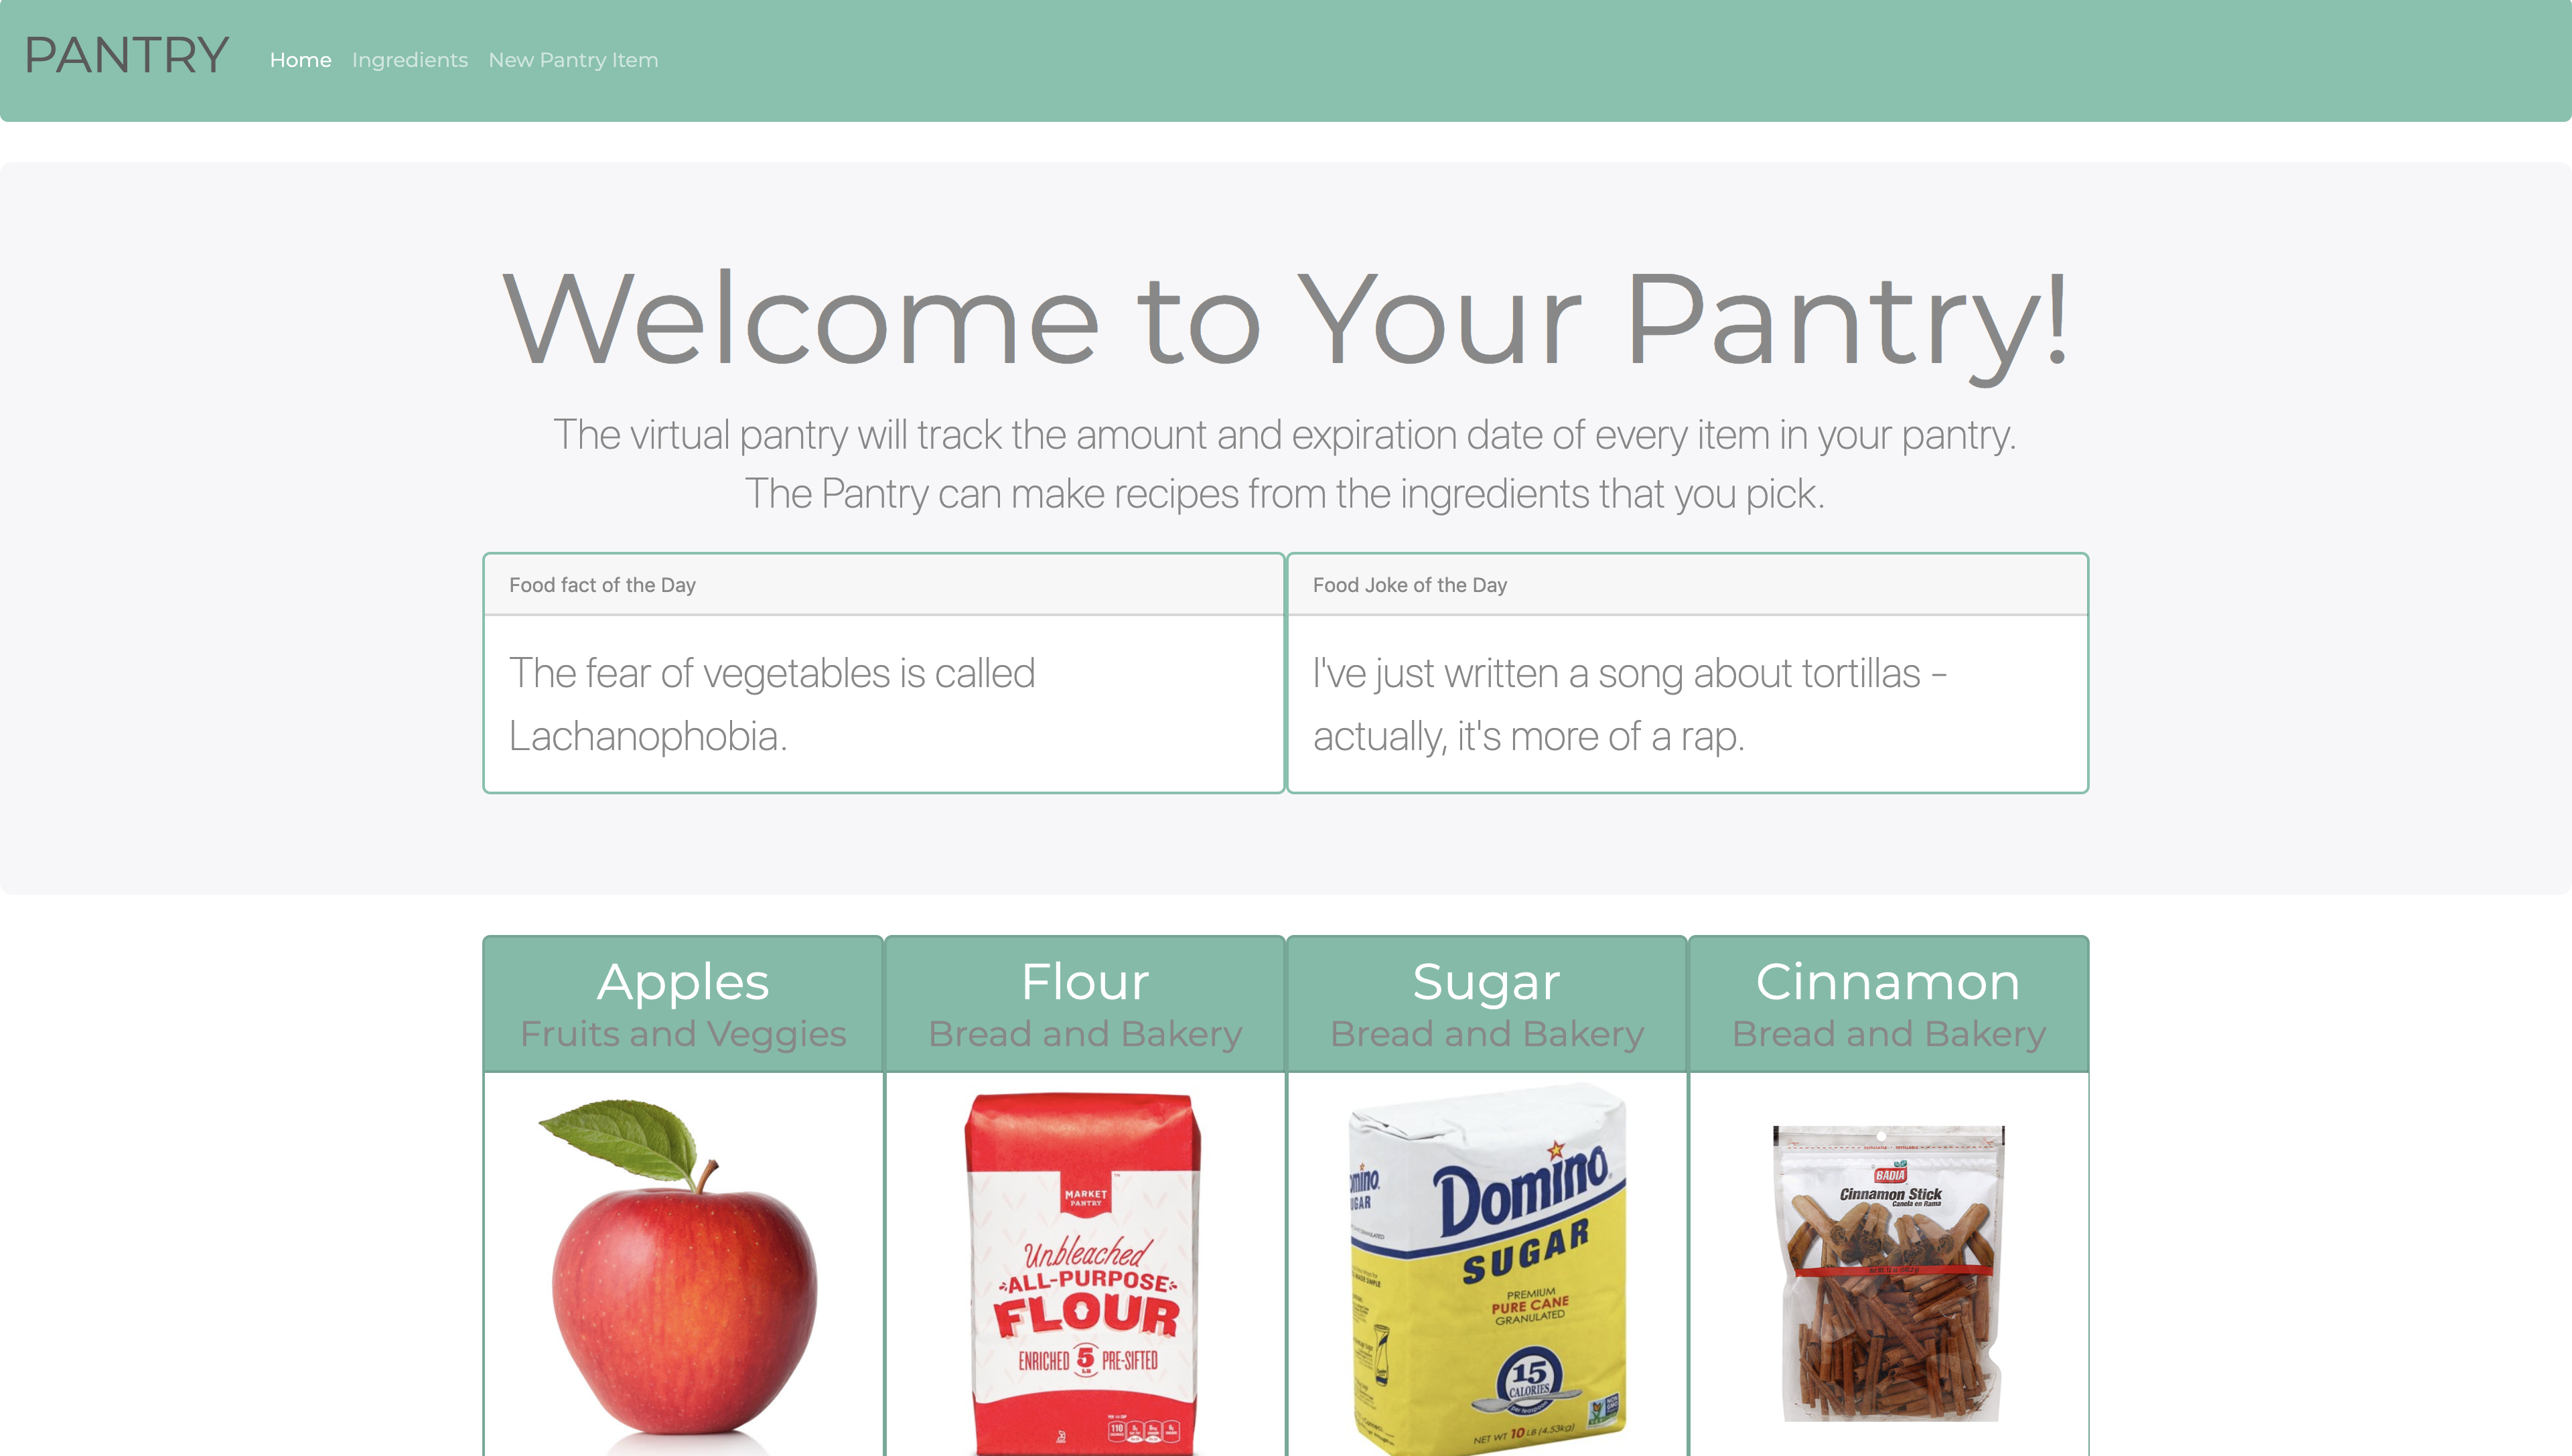 PANTRY
Home Ingredients New Pantry Item
Welcome to Your Pantry!
The virtual pantry will track the amount and expiration date of every item in your pantry.
The Pantry can make recipes from the ingredients that you pick.
Food fact of the Day
The fear of vegetables is called
Lachanophobia.
Food Joke of the Day
I've just written a song about tortillas -
actually, it's more of a rap.
Apples
Fruits and Veggies
Flour
Bread and Bakery
MARKET
PANTRY
Unbleached
ALL-PURPOSE
FLOUR
ENRICHED 5 LB PRE-SIFTED
110
Sugar
Bread and Bakery
Domino
SUGAR
PREMIUM
PURE CANE
GRANULATED
15
CALORIES
per teaspoon
NET WT 10 LB (4.53kg)
Cinnamon
Bread and Bakery
BADIA
Cinnamon Stick
Canela en Rama